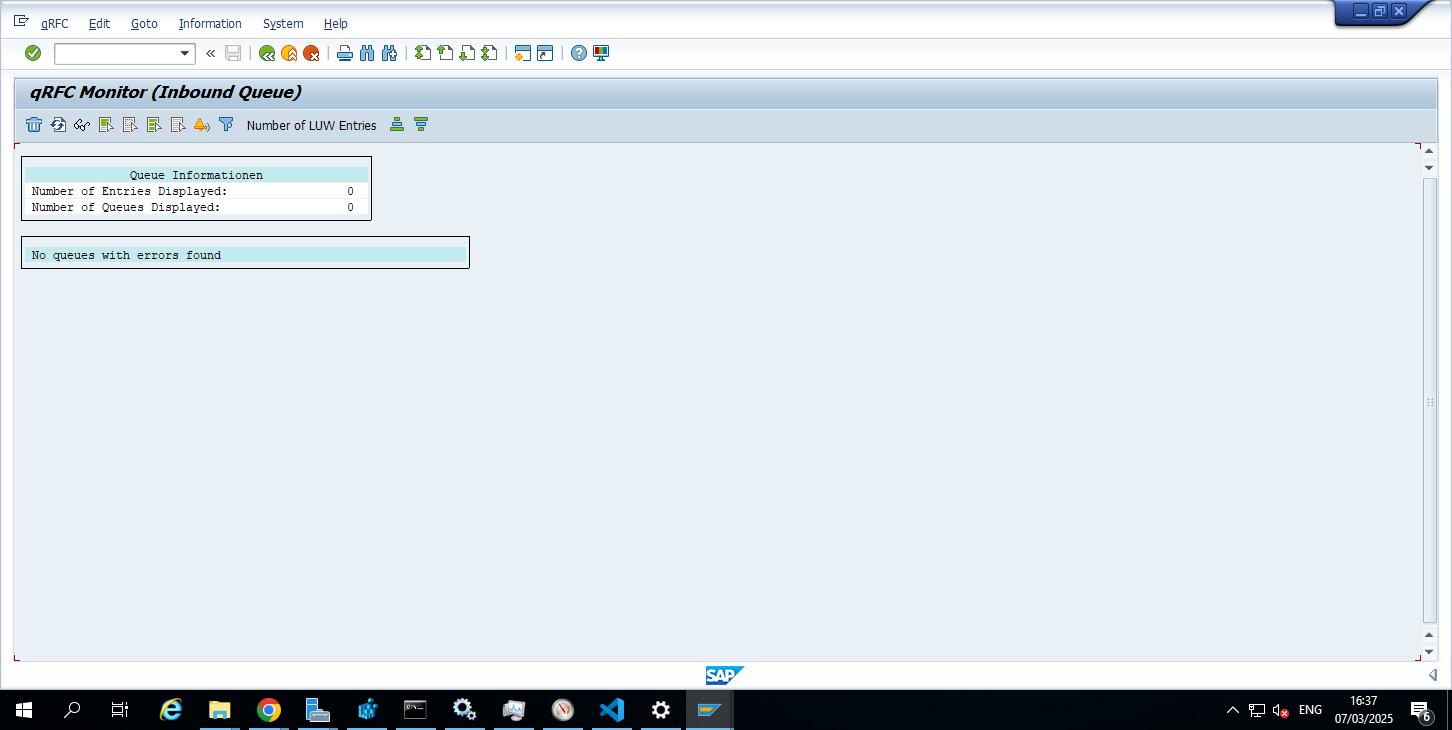 qRFC Edit Goto Information System Help
qRFC Monitor (Inbound Queue)
Number of LUW Entries
Queue Informationen
Number of Entries Displayed: 0
Number of Queues Displayed: 0
No queues with errors found
SAP
ENG
16:37
07/03/2025
6